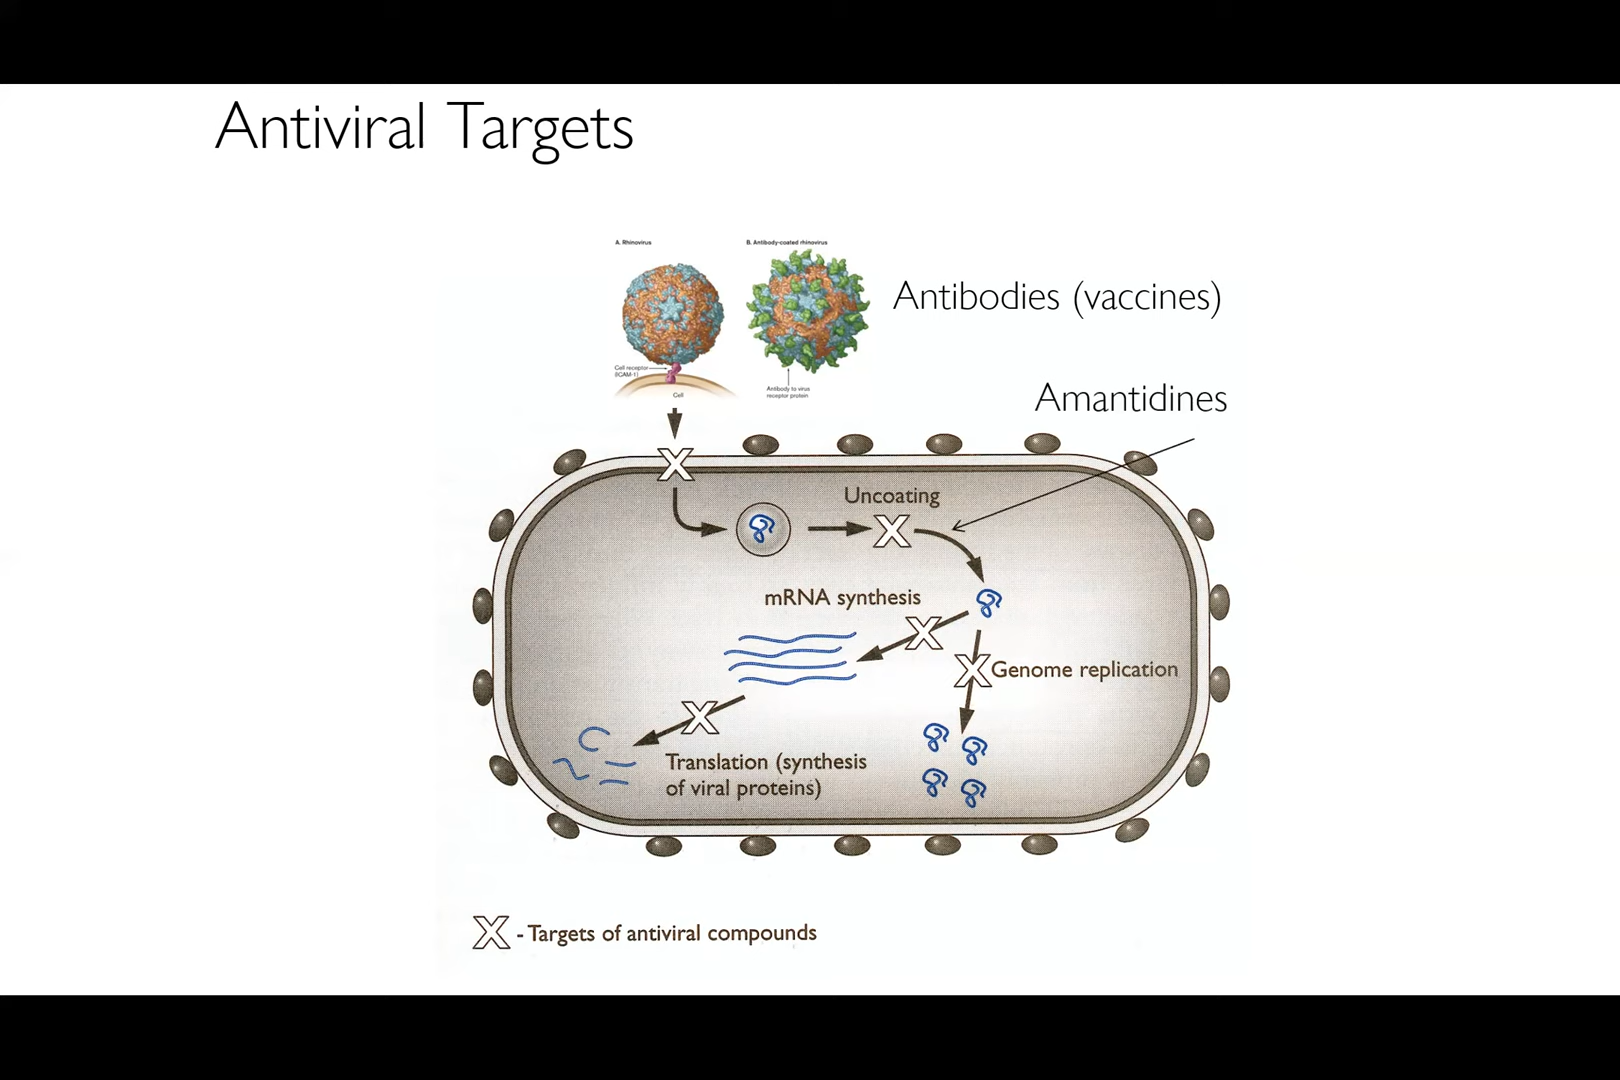 Antiviral Targets
A. Rhinovirus
B. Antibody-coated rhinovirus
Antibodies (vaccines)
Cell receptor
(ICAM-1)
Cell
Antibody to virus
receptor protein
Amantidines
Uncoating
mRNA synthesis
Genome replication
Translation (synthesis
of viral proteins)
X - Targets of antiviral compounds